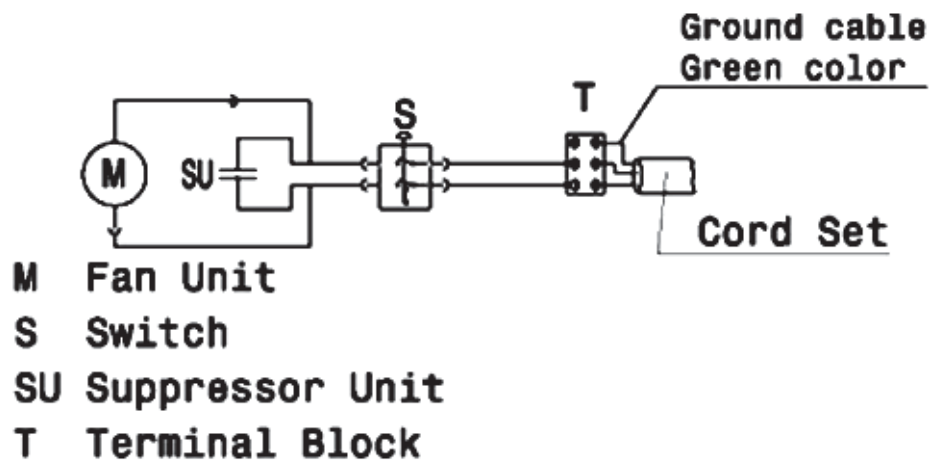 Ground cable
Green color
T
S
M
SU
Cord Set
M Fan Unit
S Switch
SU Suppressor Unit
T Terminal Block